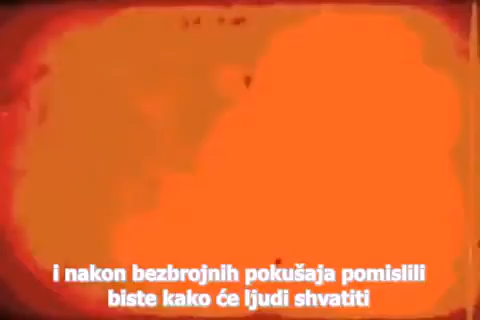 i nakon bezbrojnih pokušaja pomislili
biste kako će ljudi shvatiti